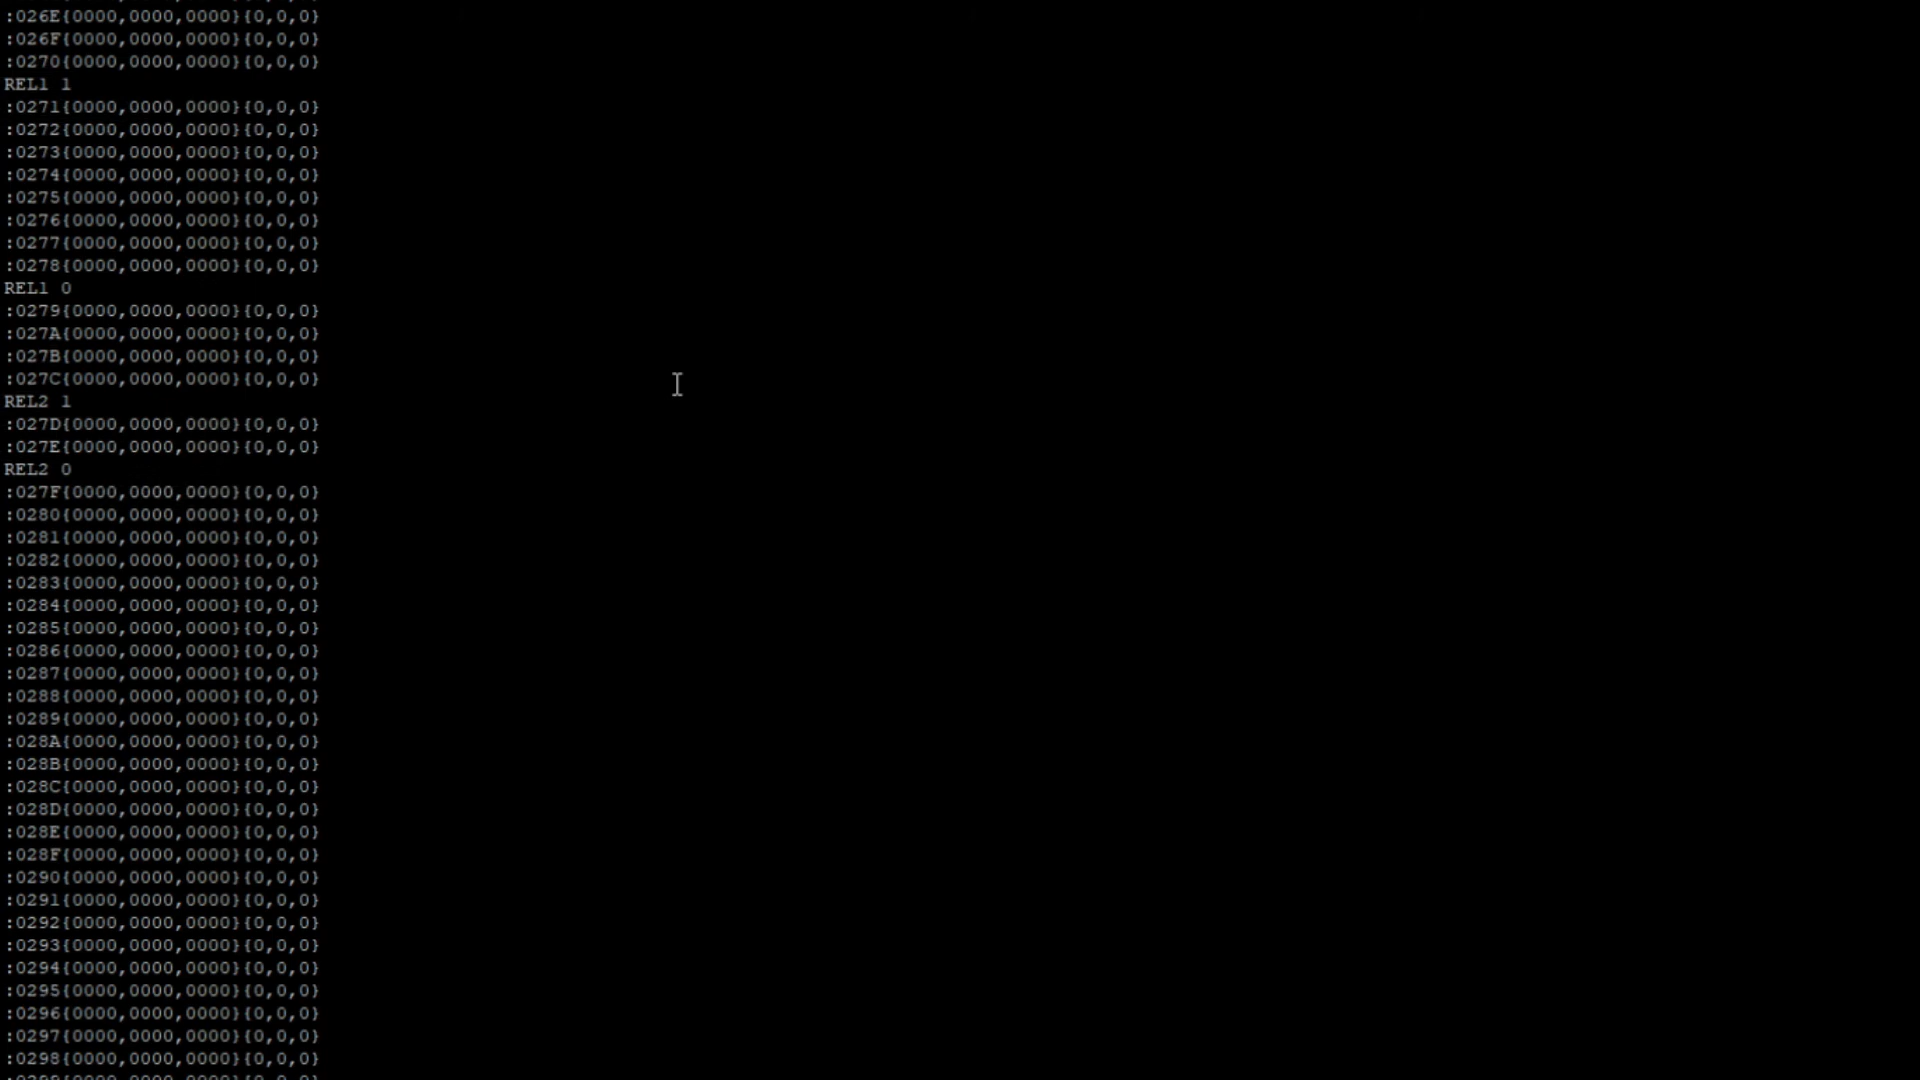 :026E{0000,0000,0000}{0,0,0}
:026F{0000,0000,0000}{0,0,0}
:0270{0000,0000,0000}{0,0,0}
REL1 1
:0271{0000,0000,0000}{0,0,0}
:0272{0000,0000,0000}{0,0,0}
:0273{0000,0000,0000}{0,0,0}
:0274{0000,0000,0000}{0,0,0}
:0275{0000,0000,0000}{0,0,0}
:0276{0000,0000,0000}{0,0,0}
:0277{0000,0000,0000}{0,0,0}
:0278{0000,0000,0000}{0,0,0}
REL1 0
:0279{0000,0000,0000}{0,0,0}
:027A{0000,0000,0000}{0,0,0}
:027B{0000,0000,0000}{0,0,0}
:027C{0000,0000,0000}{0,0,0}
REL2 1
:027D{0000,0000,0000}{0,0,0}
:027E{0000,0000,0000}{0,0,0}
REL2 0
:027F{0000,0000,0000}{0,0,0}
:0280{0000,0000,0000}{0,0,0}
:0281{0000,0000,0000}{0,0,0}
:0282{0000,0000,0000}{0,0,0}
:0283{0000,0000,0000}{0,0,0}
:0284{0000,0000,0000}{0,0,0}
:0285{0000,0000,0000}{0,0,0}
:0286{0000,0000,0000}{0,0,0}
:0287{0000,0000,0000}{0,0,0}
:0288{0000,0000,0000}{0,0,0}
:0289{0000,0000,0000}{0,0,0}
:028A{0000,0000,0000}{0,0,0}
:028B{0000,0000,0000}{0,0,0}
:028C{0000,0000,0000}{0,0,0}
:028D{0000,0000,0000}{0,0,0}
:028E{0000,0000,0000}{0,0,0}
:028F{0000,0000,0000}{0,0,0}
:0290{0000,0000,0000}{0,0,0}
:0291{0000,0000,0000}{0,0,0}
:0292{0000,0000,0000}{0,0,0}
:0293{0000,0000,0000}{0,0,0}
:0294{0000,0000,0000}{0,0,0}
:0295{0000,0000,0000}{0,0,0}
:0296{0000,0000,0000}{0,0,0}
:0297{0000,0000,0000}{0,0,0}
:0298{0000,0000,0000}{0,0,0}